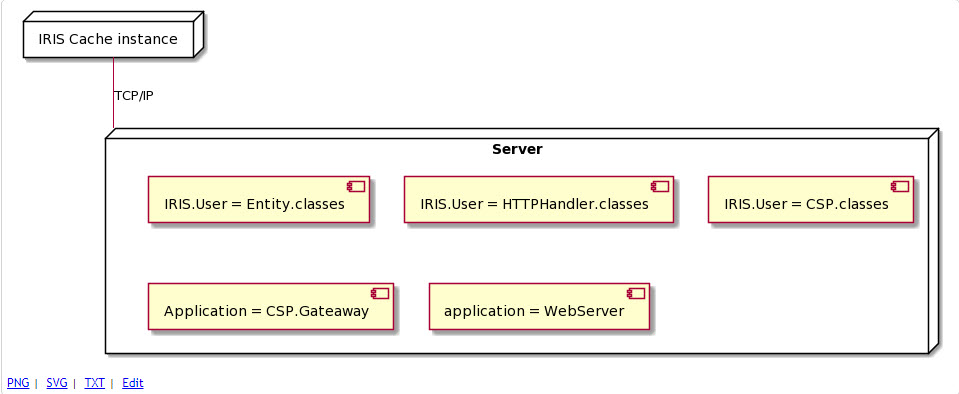 IRIS Cache instance
TCP/IP
Server
IRIS.User = Entity.classes
IRIS.User = HTTPHandler.classes
IRIS.User = CSP.classes
Application = CSP.Gateaway
application = WebServer
PNG | SVG | TXT | Edit